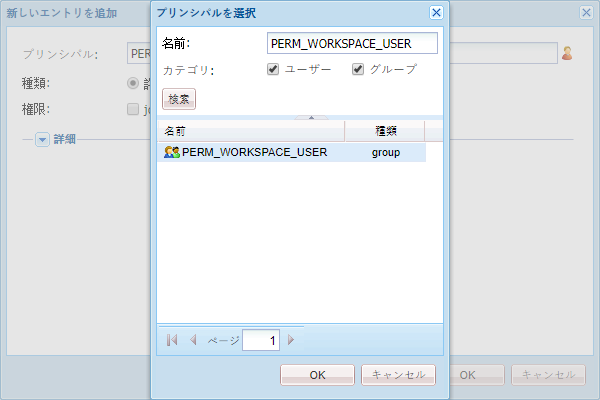 新しいエントリを追加
プリンシパルを選択
プリンシパル:
PER
名前:
PERM_WORKSPACE_USER
カテゴリ:
ユーザー
グループ
種類:
権限:
jc
検索
詳細
名前
種類
PERM_WORKSPACE_USER
group
ページ
1
OK
キャンセル
OK
キャンセル